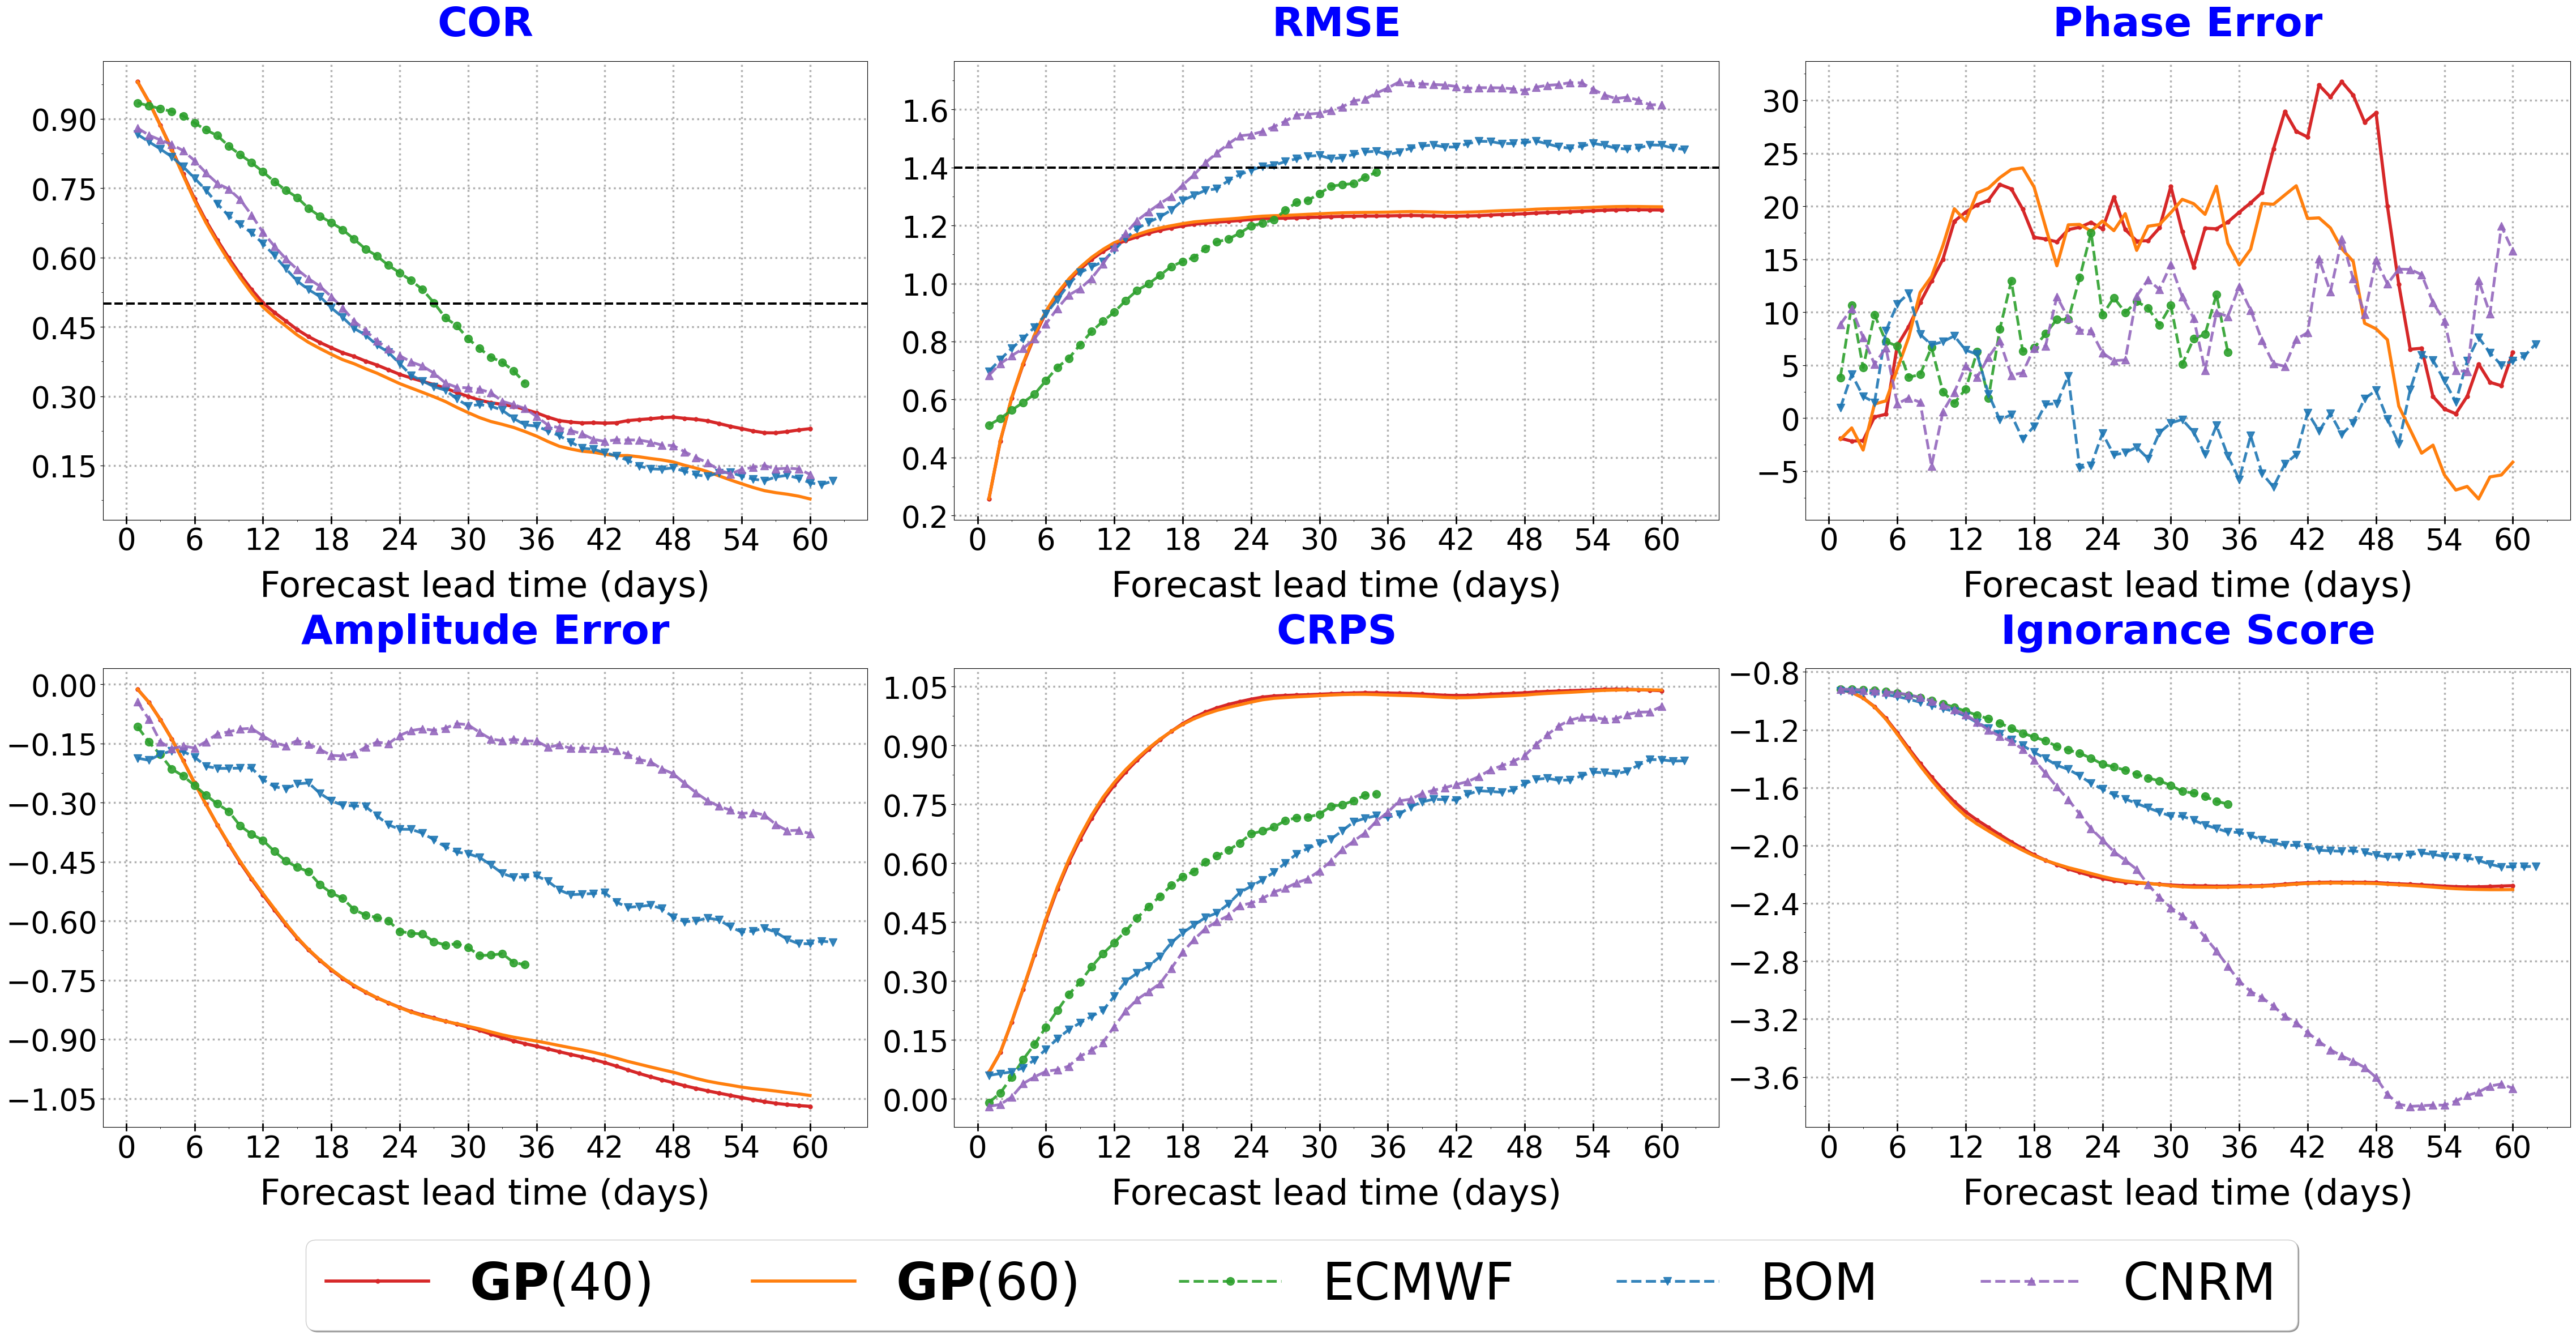 COR
RMSE
Phase Error
0.90
0.75
0.60
0.45
0.30
0.15
0 6 12 18 24 30 36 42 48 54 60
Forecast lead time (days)
1.6
1.4
1.2
1.0
0.8
0.6
0.4
0.2
0 6 12 18 24 30 36 42 48 54 60
Forecast lead time (days)
30
25
20
15
10
5
0
−5
0 6 12 18 24 30 36 42 48 54 60
Forecast lead time (days)
Amplitude Error
CRPS
Ignorance Score
0.00
−0.15
−0.30
−0.45
−0.60
−0.75
−0.90
−1.05
0 6 12 18 24 30 36 42 48 54 60
Forecast lead time (days)
1.05
0.90
0.75
0.60
0.45
0.30
0.15
0.00
0 6 12 18 24 30 36 42 48 54 60
Forecast lead time (days)
−0.8
−1.2
−1.6
−2.0
−2.4
−2.8
−3.2
−3.6
0 6 12 18 24 30 36 42 48 54 60
Forecast lead time (days)
GP(40) GP(60) ECMWF BOM CNRM